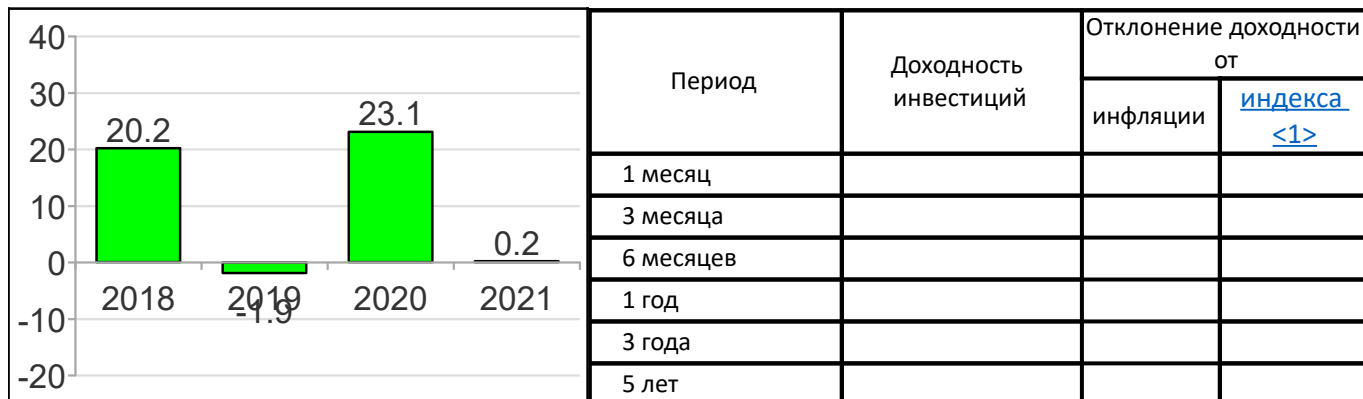 40
30
20
10
0
-10
-20
20.2
-1.9
23.1
0.2
2018 2019 2020 2021
Период
Доходность
инвестиций
Отклонение доходности
от
инфляции
индекса
<1>
1 месяц
3 месяца
6 месяцев
1 год
3 года
5 лет